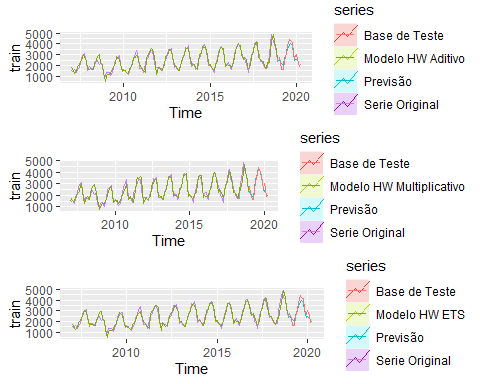 series
5000
4000
3000
2000
1000
train
2010
2015
2020
Time
Base de Teste
Modelo HW Aditivo
Previsão
Serie Original
series
5000
4000
3000
2000
1000
train
2010
2015
2020
Time
Base de Teste
Modelo HW Multiplicativo
Previsão
Serie Original
series
5000
4000
3000
2000
1000
train
2010
2015
2020
Time
Base de Teste
Modelo HW ETS
Previsão
Serie Original